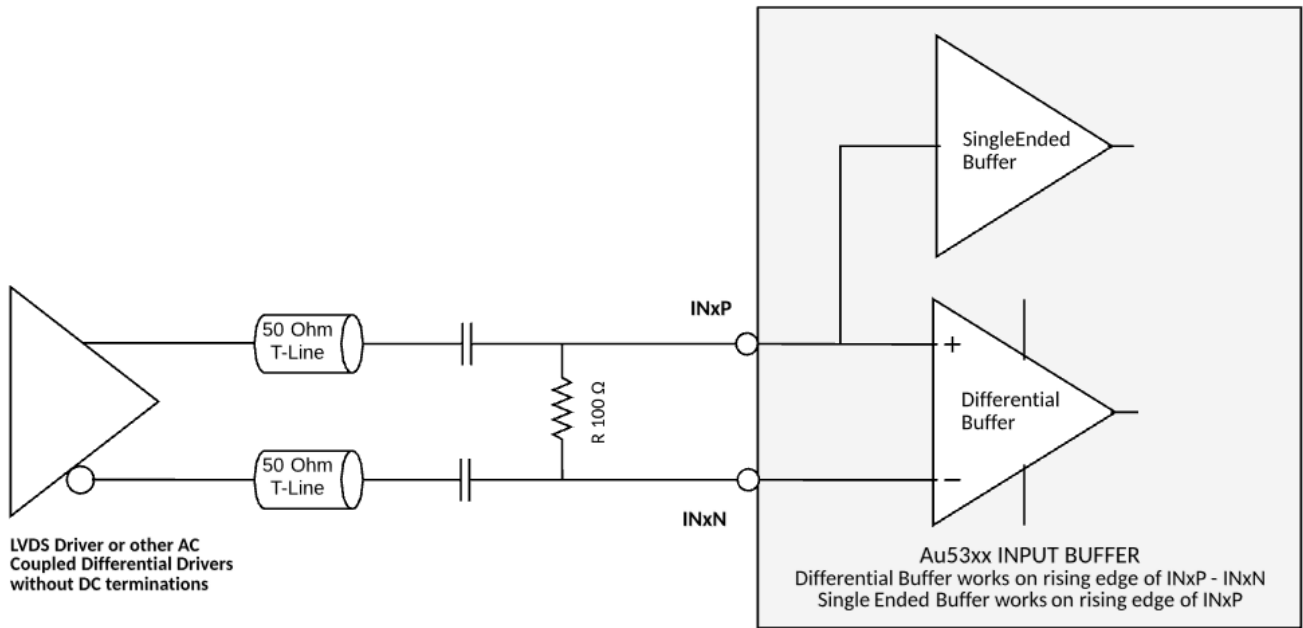 SingleEnded
Buffer
INxP
50 Ohm
T-Line
+
R 100 Ω
Differential
Buffer
50 Ohm
T-Line
−
INxN
LVDS Driver or other AC
Coupled Differential Drivers
without DC terminations
Au53xx INPUT BUFFER
Differential Buffer works on rising edge of INxP - INxN
Single Ended Buffer works on rising edge of INxP